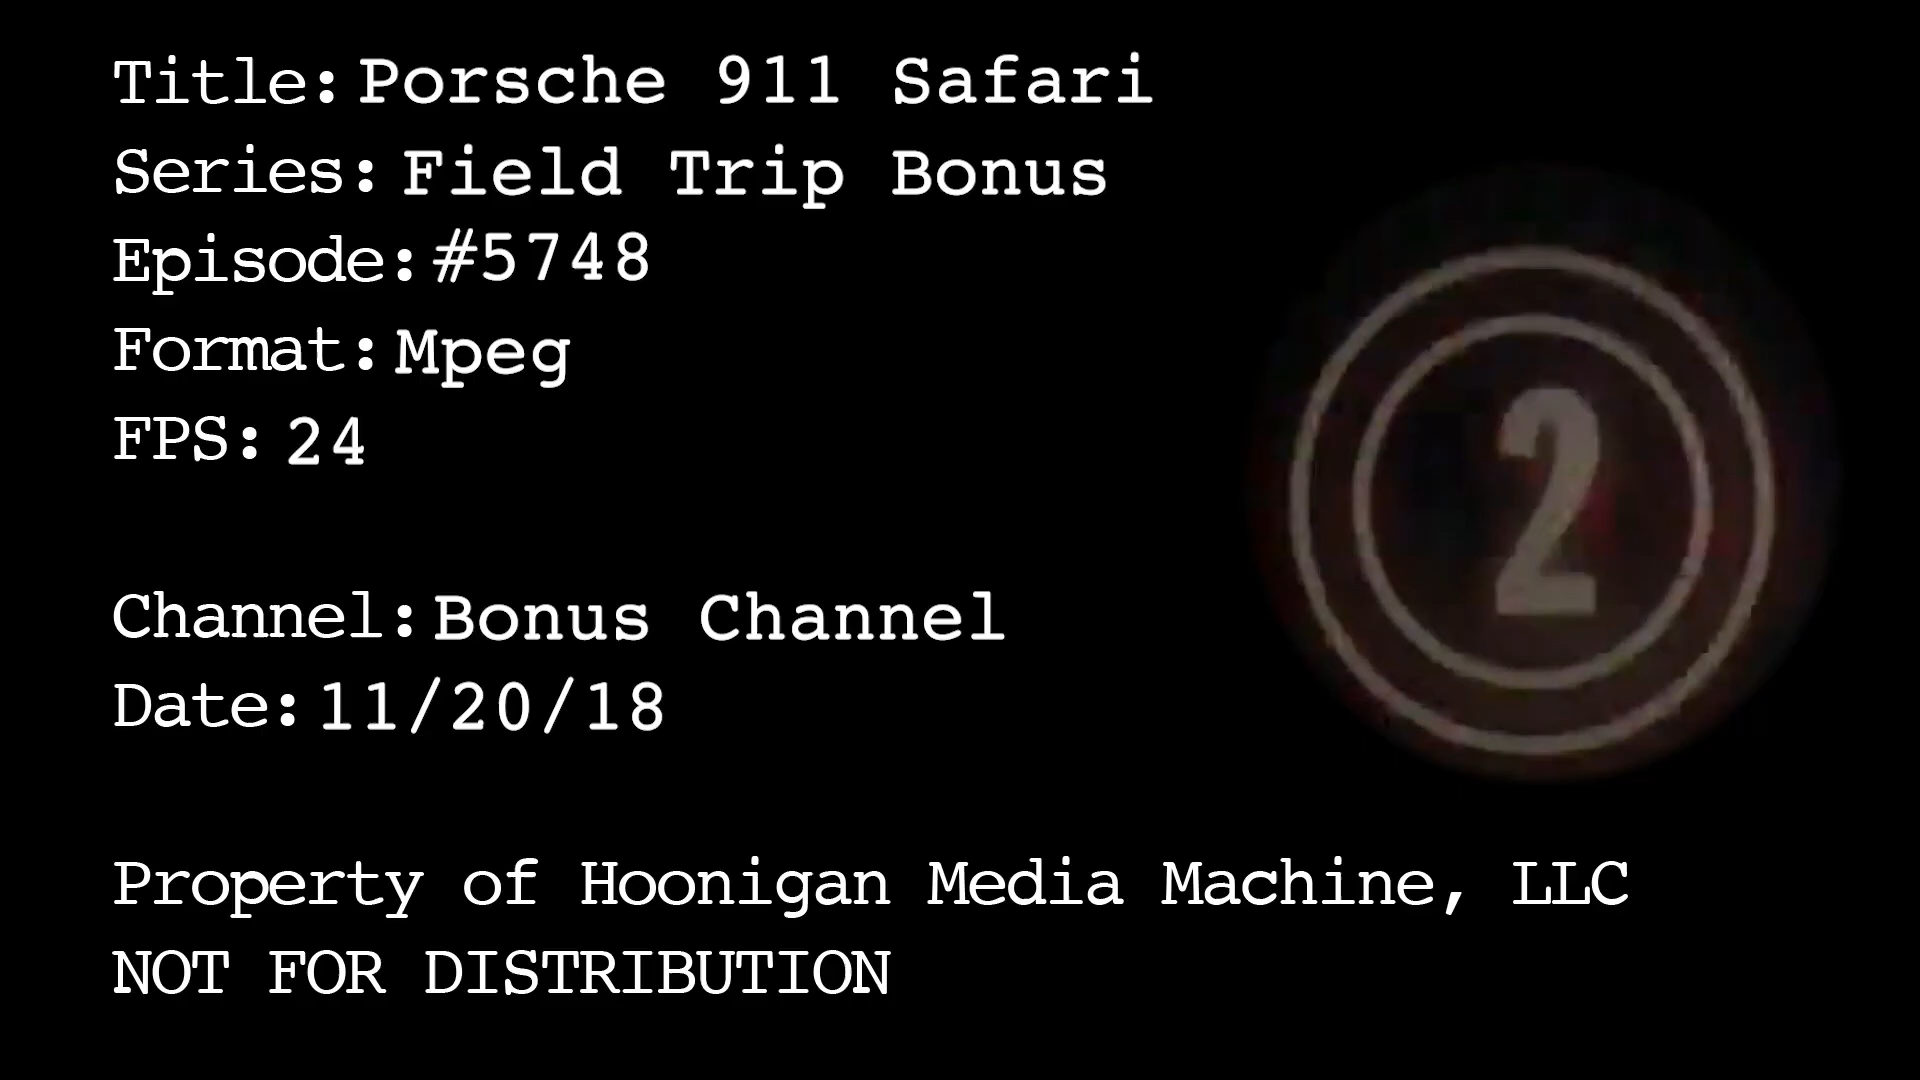 Title: Porsche 911 Safari
Series: Field Trip Bonus
Episode: #5748
Format: Mpeg
FPS: 24
2
Channel: Bonus Channel
Date: 11/20/18
Property of Hoonigan Media Machine, LLC
NOT FOR DISTRIBUTION